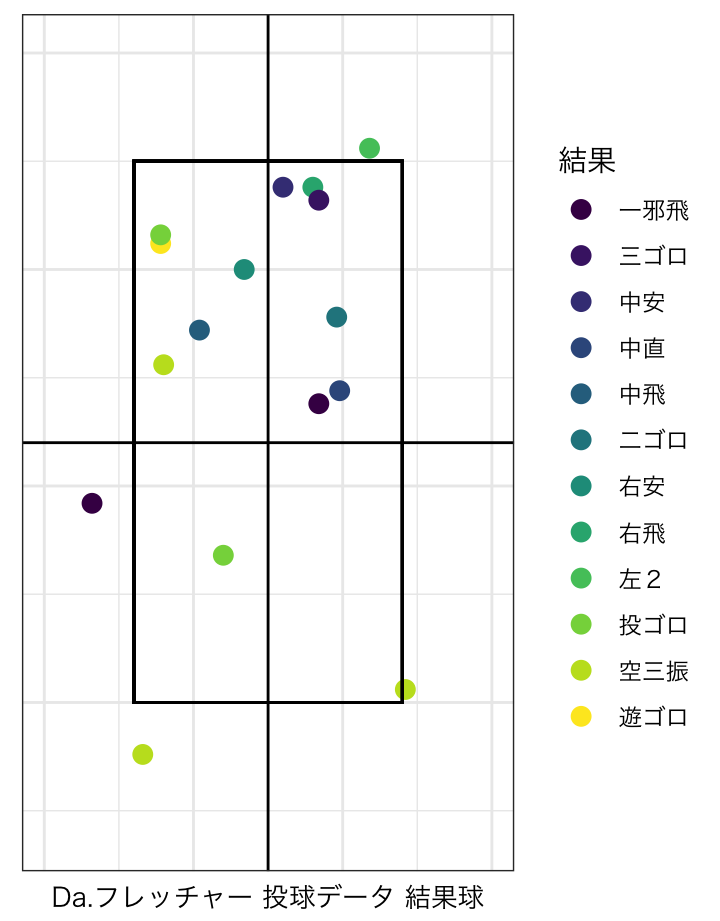 結果
一邪飛
三ゴロ
中安
中直
中飛
二ゴロ
右安
右飛
左２
投ゴロ
空三振
遊ゴロ
Da.フレッチャー 投球データ 結果球